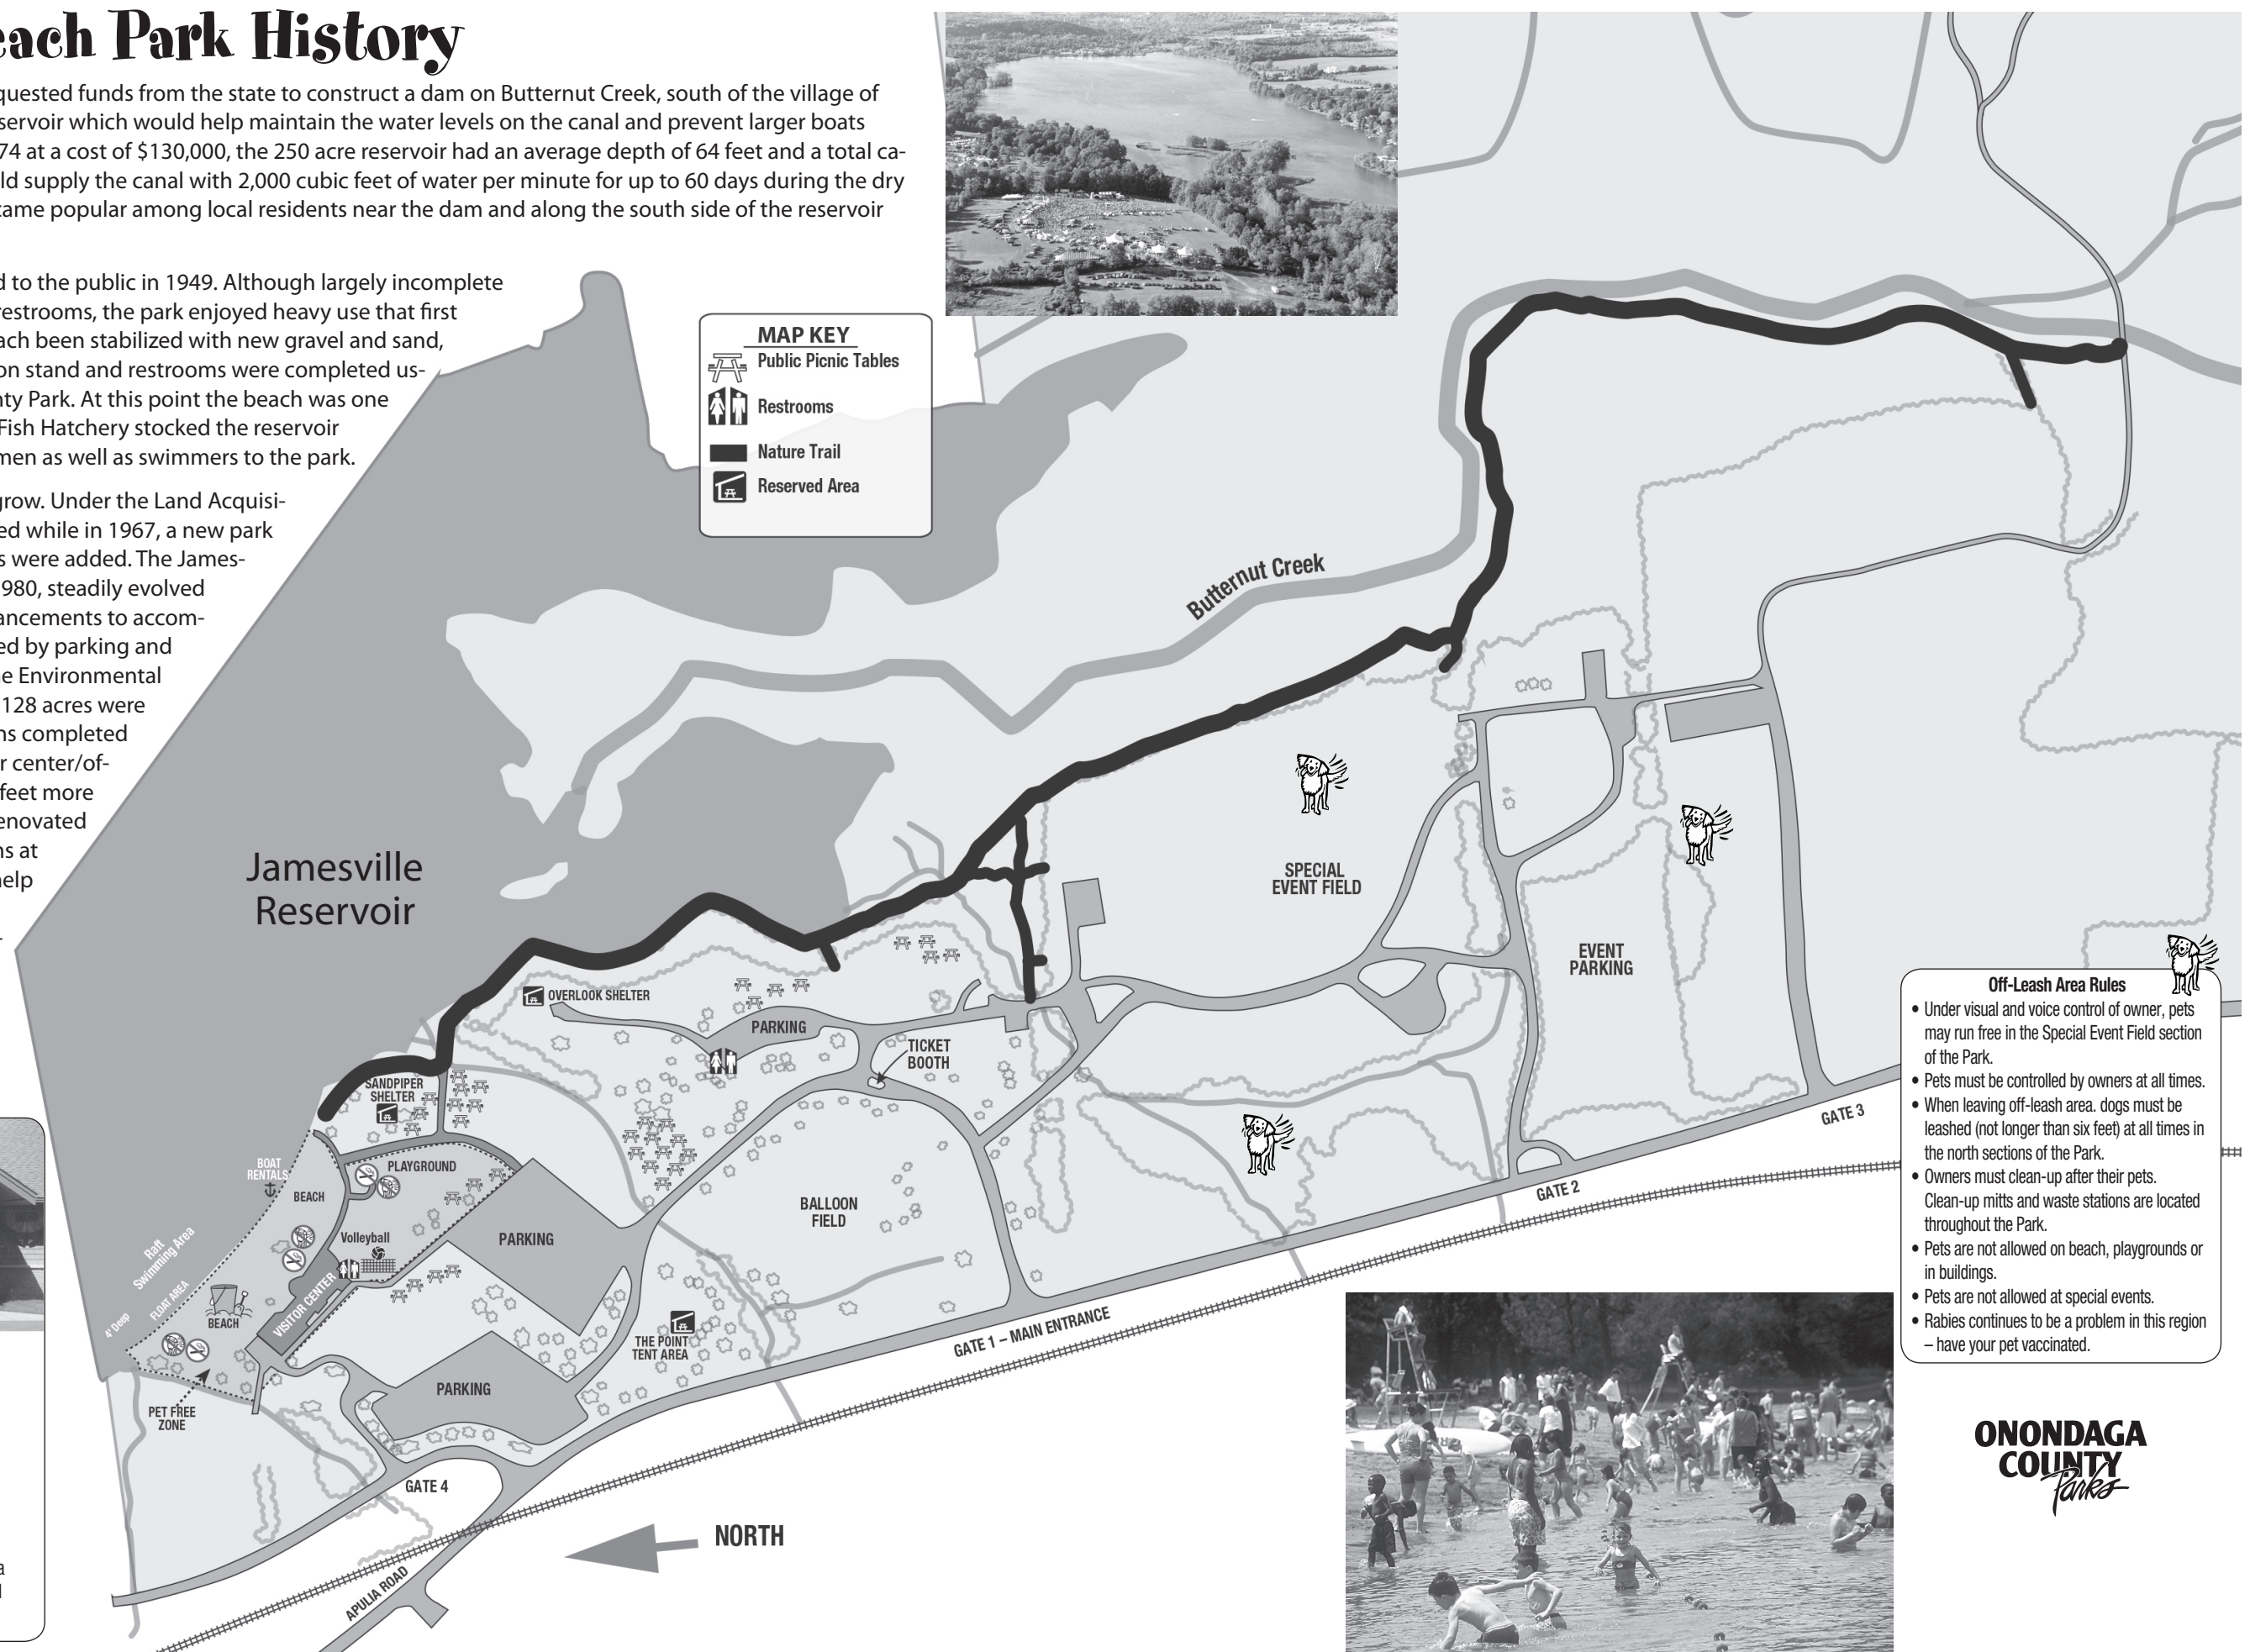 each Park History
quested funds from the state to construct a dam on Butternut Creek, south of the village of
servoir which would help maintain the water levels on the canal and prevent larger boats
74 at a cost of $130,000, the 250 acre reservoir had an average depth of 64 feet and a total ca-
ld supply the canal with 2,000 cubic feet of water per minute for up to 60 days during the dry
came popular among local residents near the dam and along the south side of the reservoir
d to the public in 1949. Although largely incomplete
restrooms, the park enjoyed heavy use that first
ach been stabilized with new gravel and sand,
on stand and restrooms were completed us-
nty Park. At this point the beach was one
Fish Hatchery stocked the reservoir
men as well as swimmers to the park.
grow. Under the Land Acquisi-
ed while in 1967, a new park
s were added. The James-
1980, steadily evolved
ancements to accom-
ed by parking and
e Environmental
128 acres were
ns completed
r center/of-
feet more
enovated
ns at
help
MAP KEY
Public Picnic Tables
Restrooms
Nature Trail
Reserved Area
Butternut Creek
Jamesville
Reservoir
SPECIAL
EVENT FIELD
EVENT
PARKING
OVERLOOK SHELTER
PARKING
TICKET
BOOTH
SANDPIPER
SHELTER
BOAT
RENTALS
PLAYGROUND
BEACH
Raft
Swimming Area
Volleyball
PARKING
BALLOON
FIELD
4' Deep
FLOAT AREA
BEACH
VISITOR CENTER
THE POINT
TENT AREA
PARKING
PET FREE
ZONE
GATE 4
GATE 1 – MAIN ENTRANCE
GATE 2
GATE 3
NORTH
APULIA ROAD
Off-Leash Area Rules
• Under visual and voice control of owner, pets
may run free in the Special Event Field section
of the Park.
• Pets must be controlled by owners at all times.
• When leaving off-leash area. dogs must be
leashed (not longer than six feet) at all times in
the north sections of the Park.
• Owners must clean-up after their pets.
Clean-up mitts and waste stations are located
throughout the Park.
• Pets are not allowed on beach, playgrounds or
in buildings.
• Pets are not allowed at special events.
• Rabies continues to be a problem in this region
– have your pet vaccinated.
ONONDAGA
COUNTY
Parks